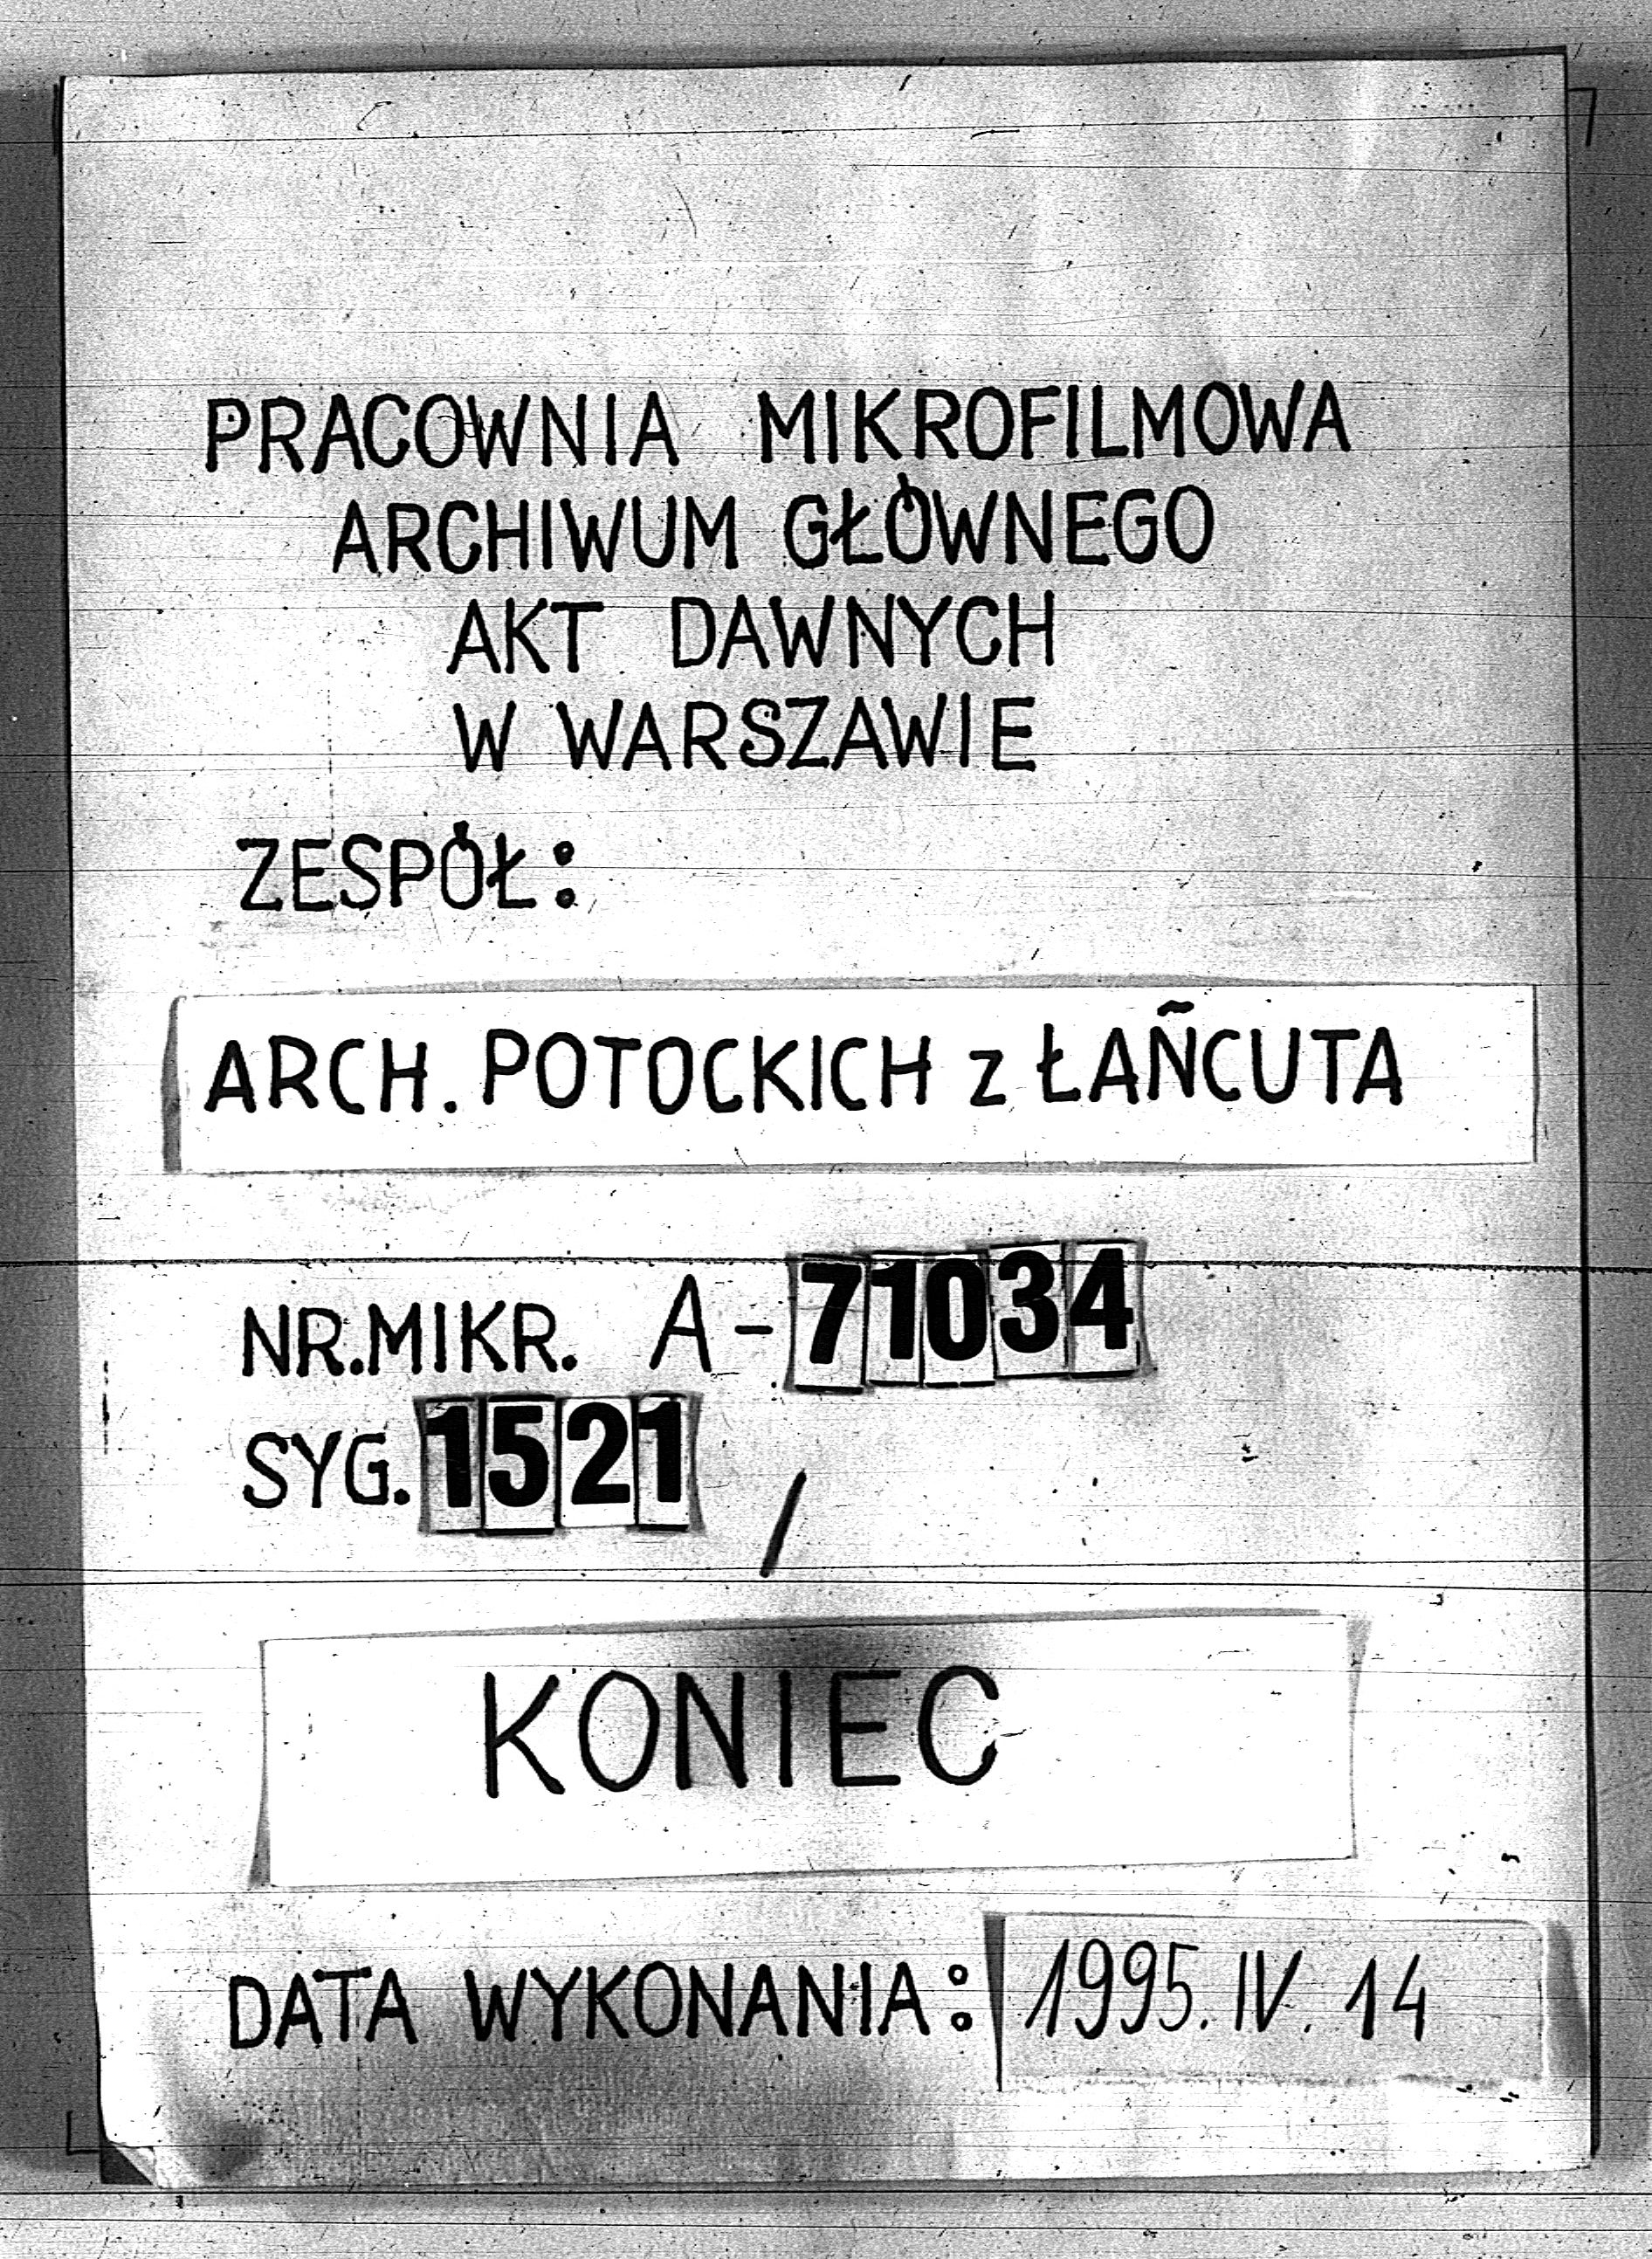 PRACOWNIA MIKROFILMOWA
ARCHIWUM GŁÓWNEGO
AKT DAWNYCH
W WARSZAWIE
ZESPÓŁ:
ARCH. POTOCKICH z ŁAŃCUTA
NR.MIKR. A-71034
SYG. 1521 /
KONIEC
DATA WYKONANIA: 1995. IV. 14